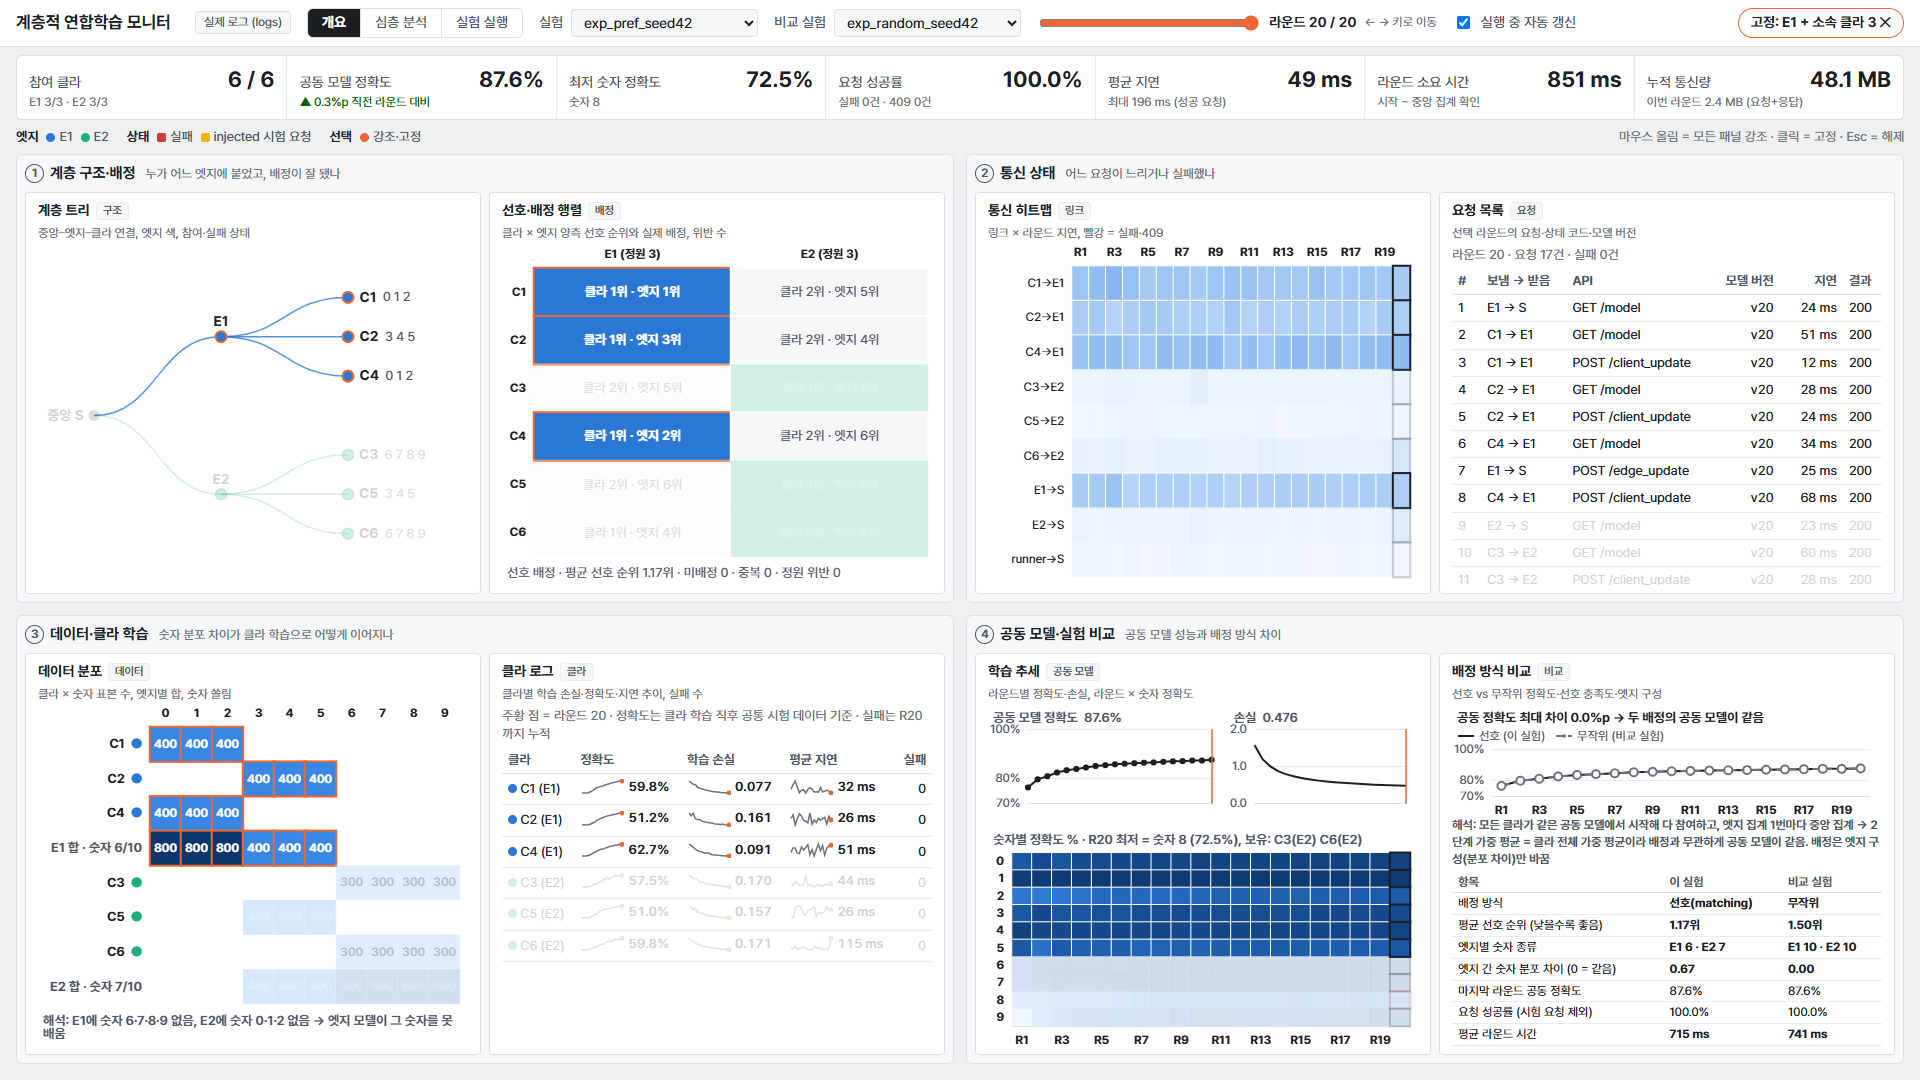 계층적 연합학습 모니터
실제 로그 (logs)
개요
심층 분석
실험 실행
실험
exp_pref_seed42
비교 실험
exp_random_seed42
라운드 20 / 20
← → 키로 이동
실행 중 자동 갱신
고정: E1 + 소속 클라 3 ✕
참여 클라 6 / 6
E1 3/3 · E2 3/3
공동 모델 정확도 87.6%
▲ 0.3%p 직전 라운드 대비
최저 숫자 정확도 72.5%
숫자 8
요청 성공률 100.0%
실패 0건 · 409 0건
평균 지연 49 ms
최대 196 ms (성공 요청)
라운드 소요 시간 851 ms
시작 ~ 중앙 집계 확인
누적 통신량 48.1 MB
이번 라운드 2.4 MB (요청+응답)
엣지 E1 E2 상태 실패 injected 시험 요청 선택 강조·고정
마우스 올림 = 모든 패널 강조 · 클릭 = 고정 · Esc = 해제
1 계층 구조·배정 누가 어느 엣지에 붙었고, 배정이 잘 됐나
계층 트리 구조
중앙–엣지–클라 연결, 엣지 색, 참여·실패 상태
중앙 S
E1
E2
C1 0 1 2
C2 3 4 5
C4 0 1 2
C3 6 7 8 9
C5 3 4 5
C6 6 7 8 9
선호·배정 행렬 배정
클라 × 엣지 양측 선호 순위와 실제 배정, 위반 수
E1 (정원 3) E2 (정원 3)
C1 클라 1위 · 엣지 1위 클라 2위 · 엣지 5위
C2 클라 1위 · 엣지 3위 클라 2위 · 엣지 4위
C3 클라 2위 · 엣지 5위
C4 클라 1위 · 엣지 2위 클라 2위 · 엣지 6위
C5 클라 2위 · 엣지 6위
C6 클라 1위 · 엣지 4위
선호 배정 · 평균 선호 순위 1.17위 · 미배정 0 · 중복 0 · 정원 위반 0
2 통신 상태 어느 요청이 느리거나 실패했나
통신 히트맵 링크
링크 × 라운드 지연, 빨강 = 실패·409
R1 R3 R5 R7 R9 R11 R13 R15 R17 R19
C1→E1
C2→E1
C4→E1
C3→E2
C5→E2
C6→E2
E1→S
E2→S
runner→S
요청 목록 요청
선택 라운드의 요청·상태 코드·모델 버전
라운드 20 · 요청 17건 · 실패 0건
# 보냄 → 받음 API 모델 버전 지연 결과
1 E1 → S GET /model v20 24 ms 200
2 C1 → E1 GET /model v20 51 ms 200
3 C1 → E1 POST /client_update v20 12 ms 200
4 C2 → E1 GET /model v20 28 ms 200
5 C2 → E1 POST /client_update v20 24 ms 200
6 C4 → E1 GET /model v20 34 ms 200
7 E1 → S POST /edge_update v20 25 ms 200
8 C4 → E1 POST /client_update v20 68 ms 200
9 E2 → S GET /model v20 23 ms 200
10 C3 → E2 GET /model v20 60 ms 200
11 C3 → E2 POST /client_update v20 28 ms 200
3 데이터·클라 학습 숫자 분포 차이가 클라 학습으로 어떻게 이어지나
데이터 분포 데이터
클라 × 숫자 표본 수, 엣지별 합, 숫자 쏠림
0 1 2 3 4 5 6 7 8 9
C1 400 400 400
C2 400 400 400
C4 400 400 400
E1 합 · 숫자 6/10 800 800 800 400 400 400
C3 300 300 300 300
C5 400 400 400
C6 300 300 300 300
E2 합 · 숫자 7/10 400 400 400 600 600 600 600
해석: E1에 숫자 6·7·8·9 없음, E2에 숫자 0·1·2 없음 → 엣지 모델이 그 숫자를 못
배움
클라 로그 클라
클라별 학습 손실·정확도·지연 추이, 실패 수
주황 점 = 라운드 20 · 정확도는 클라 학습 직후 공통 시험 데이터 기준 · 실패는 R20
까지 누적
클라 정확도 학습 손실 평균 지연 실패
C1 (E1) 59.8% 0.077 32 ms 0
C2 (E1) 51.2% 0.161 26 ms 0
C4 (E1) 62.7% 0.091 51 ms 0
C3 (E2) 57.5% 0.170 44 ms 0
C5 (E2) 51.0% 0.157 26 ms 0
C6 (E2) 59.8% 0.171 115 ms 0
4 공동 모델·실험 비교 공동 모델 성능과 배정 방식 차이
학습 추세 공동 모델
라운드별 정확도·손실, 라운드 × 숫자 정확도
공동 모델 정확도 87.6%
100%
80%
70%
손실 0.476
2.0
1.0
0.0
숫자별 정확도 % · R20 최저 = 숫자 8 (72.5%), 보유: C3(E2) C6(E2)
0
1
2
3
4
5
6
7
8
9
R1 R3 R5 R7 R9 R11 R13 R15 R17 R19
배정 방식 비교 비교
선호 vs 무작위 정확도·선호 충족도·엣지 구성
공동 정확도 최대 차이 0.0%p → 두 배정의 공동 모델이 같음
선호 (이 실험) 무작위 (비교 실험)
100%
80%
70%
R1 R3 R5 R7 R9 R11 R13 R15 R17 R19
해석: 모든 클라가 같은 공동 모델에서 시작해 다 참여하고, 엣지 집계 1번마다 중앙 집계 → 2
단계 가중 평균 = 클라 전체 가중 평균이라 배정과 무관하게 공동 모델이 같음. 배정은 엣지 구
성(분포 차이)만 바꿈
항목 이 실험 비교 실험
배정 방식 선호(matching) 무작위
평균 선호 순위 (낮을수록 좋음) 1.17위 1.50위
엣지별 숫자 종류 E1 6 · E2 7 E1 10 · E2 10
엣지 간 숫자 분포 차이 (0 = 같음) 0.67 0.00
마지막 라운드 공동 정확도 87.6% 87.6%
요청 성공률 (시험 요청 제외) 100.0% 100.0%
평균 라운드 시간 715 ms 741 ms